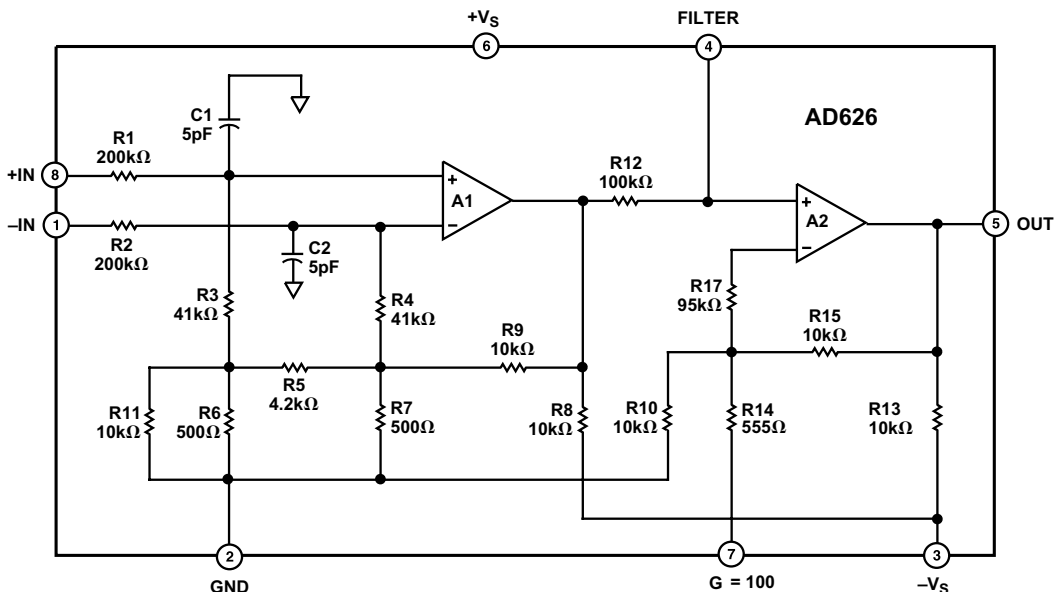 +VS
6
FILTER
4
C1
5pF
AD626
R1
200kΩ
R12
100kΩ
+IN
8
+
A1
–
+
A2
–
–IN
1
5
OUT
R2
200kΩ
C2
5pF
R17
95kΩ
R3
41kΩ
R4
41kΩ
R9
10kΩ
R15
10kΩ
R5
4.2kΩ
R11
10kΩ
R6
500Ω
R7
500Ω
R8
10kΩ
R10
10kΩ
R14
555Ω
R13
10kΩ
2
GND
7
G = 100
3
–VS